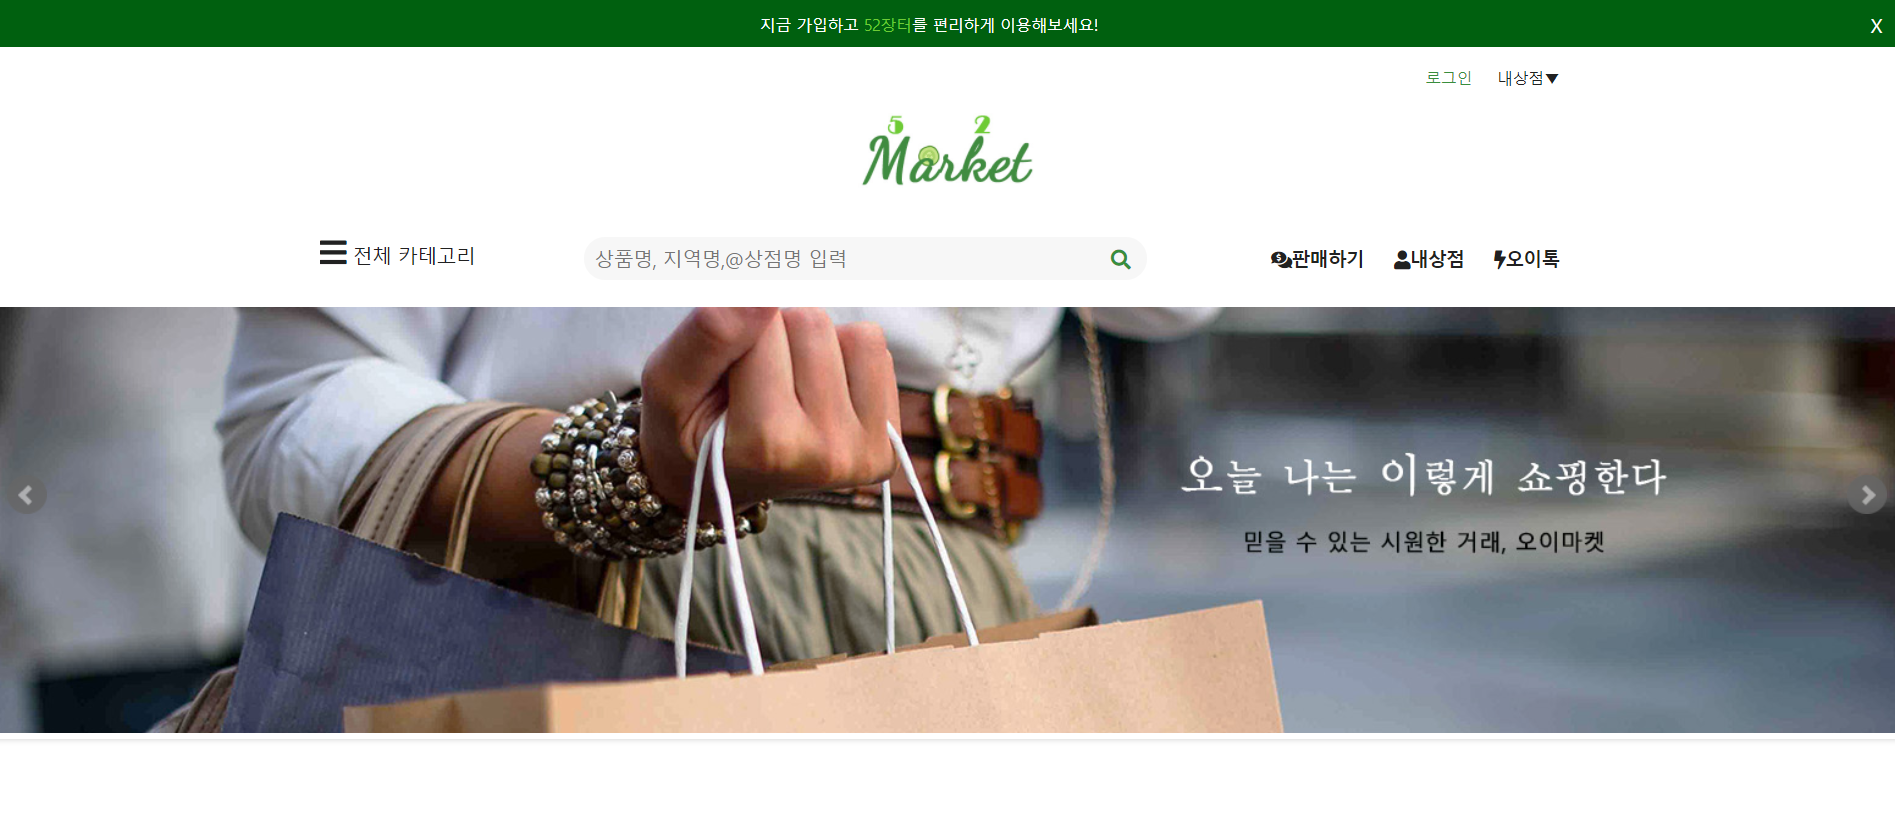 지금 가입하고 52장터를 편리하게 이용해보세요!
X
로그인 내상점▼
5 2
Market
전체 카테고리
상품명, 지역명,@상점명 입력
판매하기 내상점 오이톡
오늘 나는 이렇게 쇼핑한다
믿을 수 있는 시원한 거래, 오이마켓